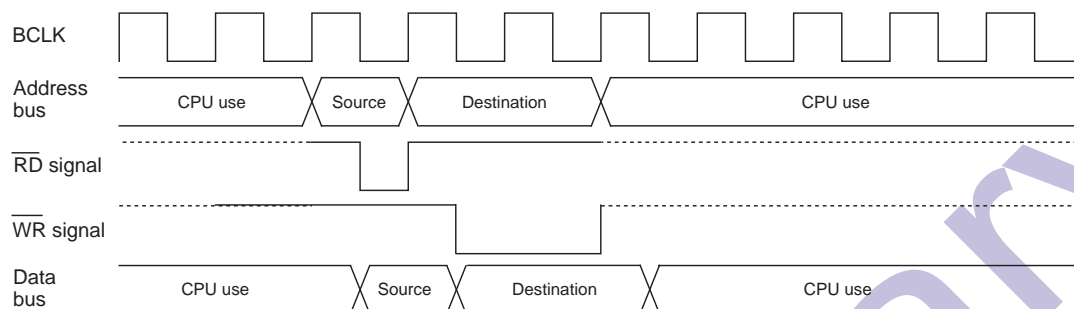 BCLK
Address
bus
CPU use
Source
Destination
CPU use
RD signal
WR signal
Data
bus
CPU use
Source
Destination
CPU use